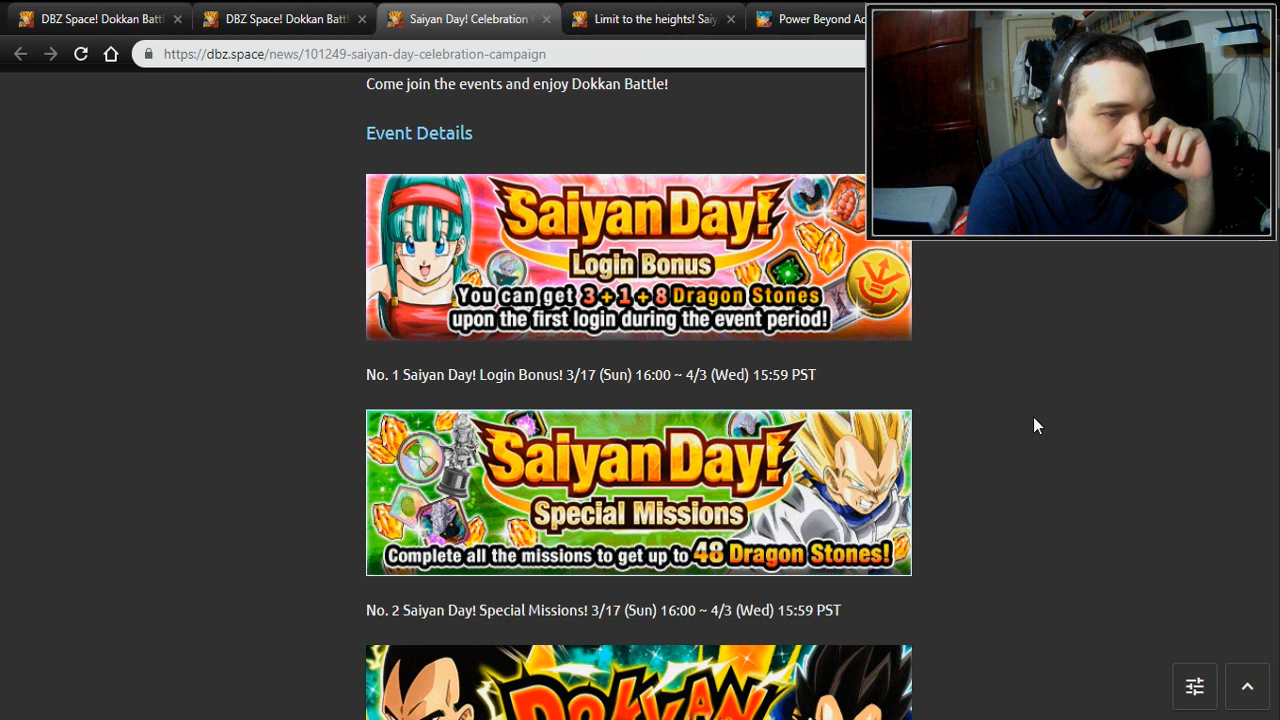 DBZ Space! Dokkan Battl
DBZ Space! Dokkan Battl
Saiyan Day! Celebration
Limit to the heights! Saiy
Power Beyond
https://dbz.space/news/101249-saiyan-day-celebration-campaign
Come join the events and enjoy Dokkan Battle!
Event Details
Saiyan Day!
Login Bonus
You can get 3+1+8 Dragon Stones
upon the first login during the event period!
No. 1 Saiyan Day! Login Bonus! 3/17 (Sun) 16:00 ~ 4/3 (Wed) 15:59 PST
Saiyan Day!
Special Missions
Complete all the missions to get up to 48 Dragon Stones!
No. 2 Saiyan Day! Special Missions! 3/17 (Sun) 16:00 ~ 4/3 (Wed) 15:59 PST
DOKKAN